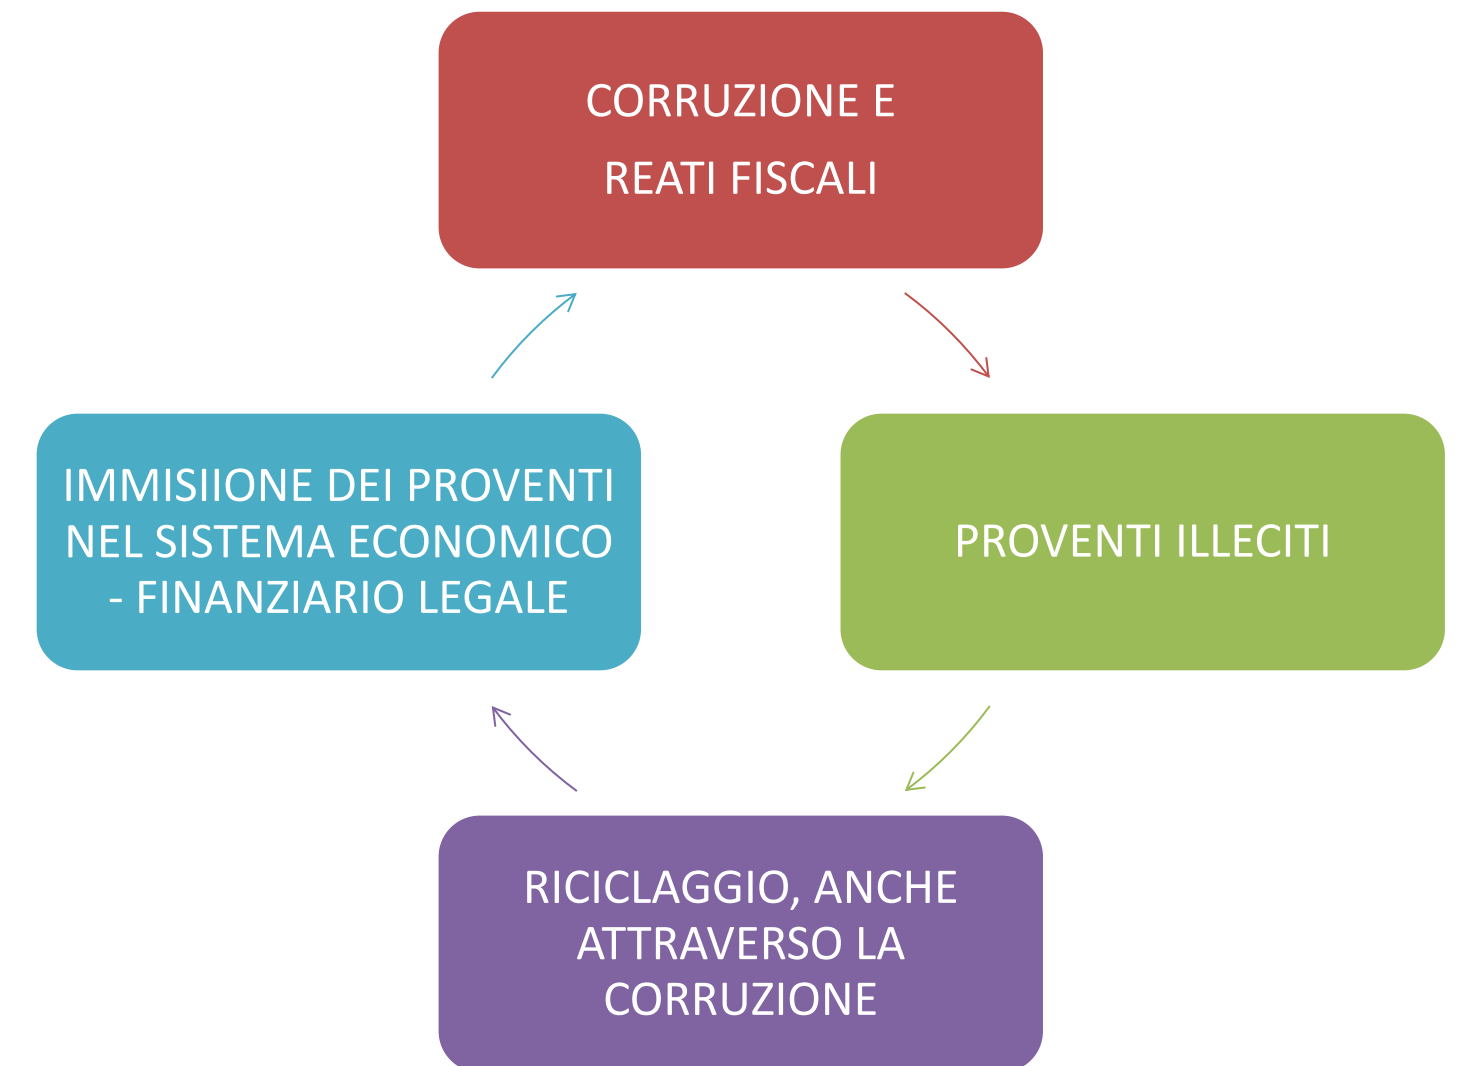 CORRUZIONE E
REATI FISCALI
IMMISIIONE DEI PROVENTI
NEL SISTEMA ECONOMICO
- FINANZIARIO LEGALE
PROVENTI ILLECITI
RICICLAGGIO, ANCHE
ATTRAVERSO LA
CORRUZIONE